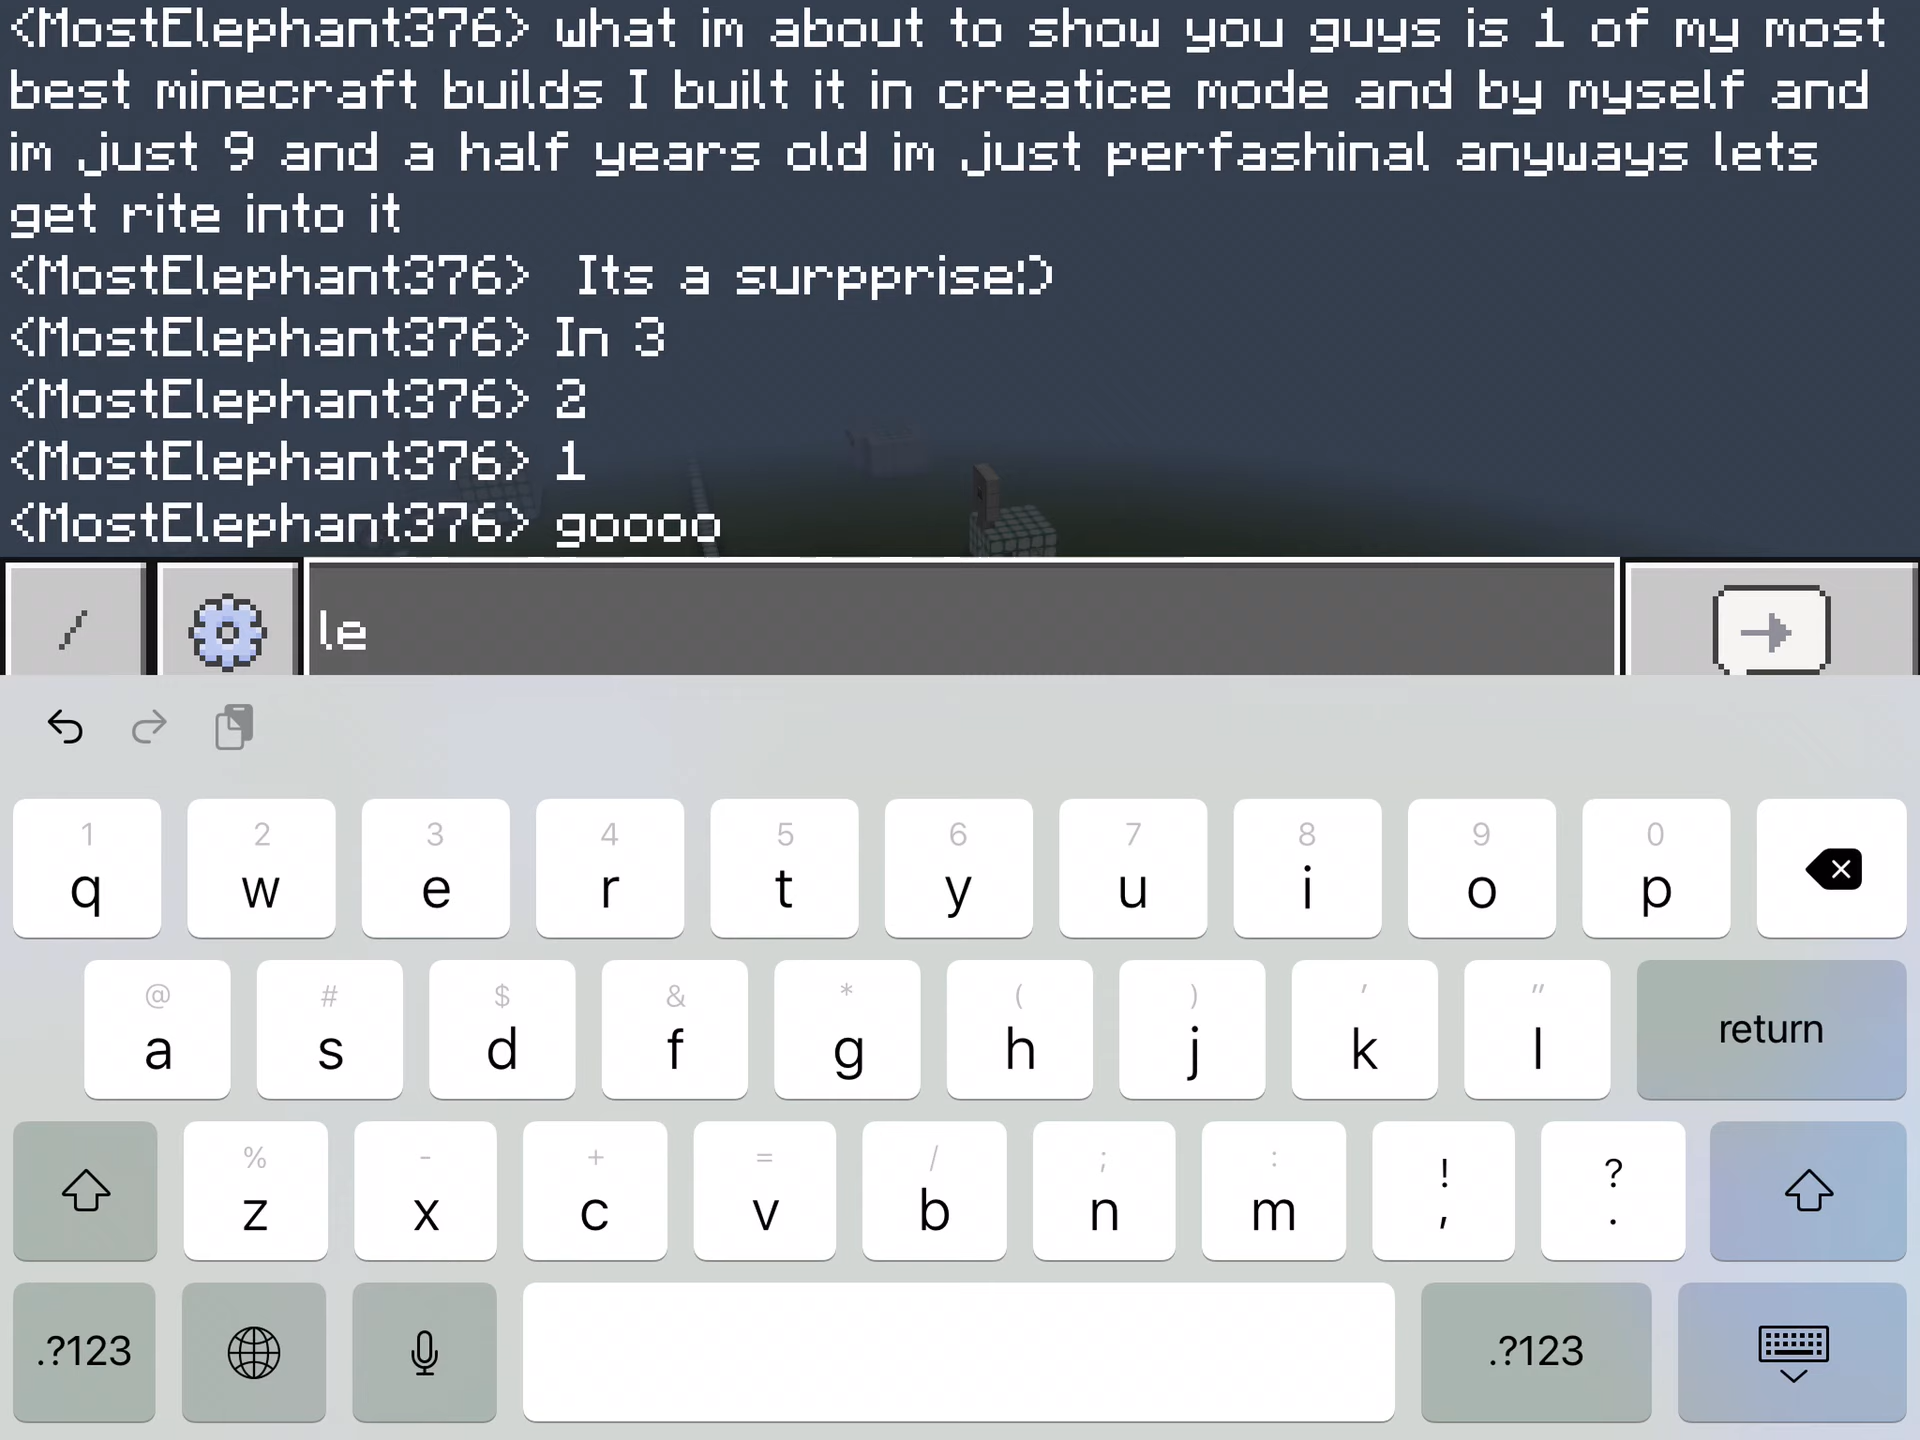 <MostElephant376> what im about to show you guys is 1 of my most
best minecraft builds I built it in creatice mode and by myself and
im just 9 and a half years old im just perfashinal anyways lets
get rite into it
<MostElephant376>  Its a surpprise:)
<MostElephant376> In 3
<MostElephant376> 2
<MostElephant376> 1
<MostElephant376> goooo
/ le
1 2 3 4 5 6 7 8 9 0
q w e r t y u i o p
@ # $ & * ( ) ' "
a s d f g h j k l return
% - + = / ; : ! ?
z x c v b n m , .
.?123 .?123